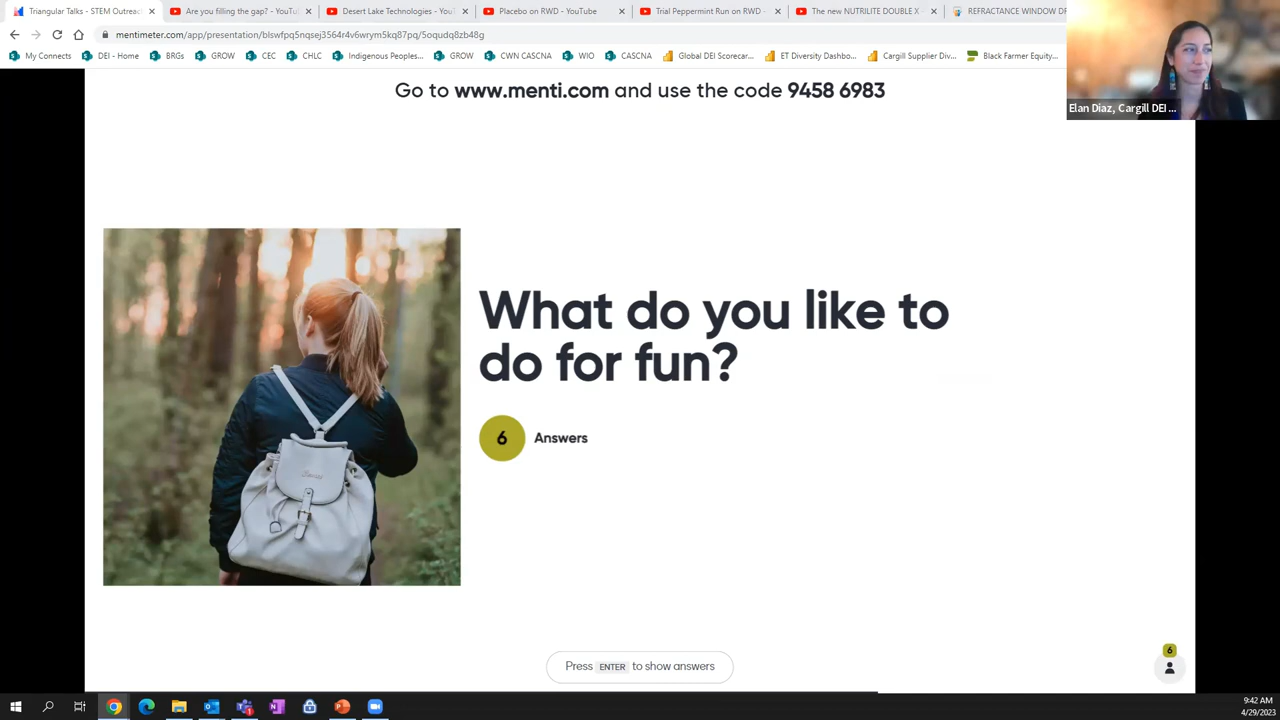 Triangular Talks - STEM Outreac
Are you filling the gap? - YouTu
Desert Lake Technologies - YouT
Placebo on RWD - YouTube
Trial Peppermint Run on RWD -
The new NUTRILITE DOUBLE X -
REFRACTANCE WINDOW DR
mentimeter.com/app/presentation/blswfpq5nqsej3564r4v6wrym5kq87pq/5oqudq8zb48g
My Connects
DEI - Home
BRGs
GROW
CFC
CHLC
Indigenous Peoples...
GROW
CWN CASCNA
WIO
CASCNA
Global DEI Scorecar...
ET Diversity Dashbo...
Cargill Supplier Div...
Black Farmer Equity...
Elan Diaz, Cargill DEI ...
Go to www.menti.com and use the code 9458 6983
What do you like to
do for fun?
6 Answers
Press ENTER to show answers
6
9:42 AM
4/29/2023